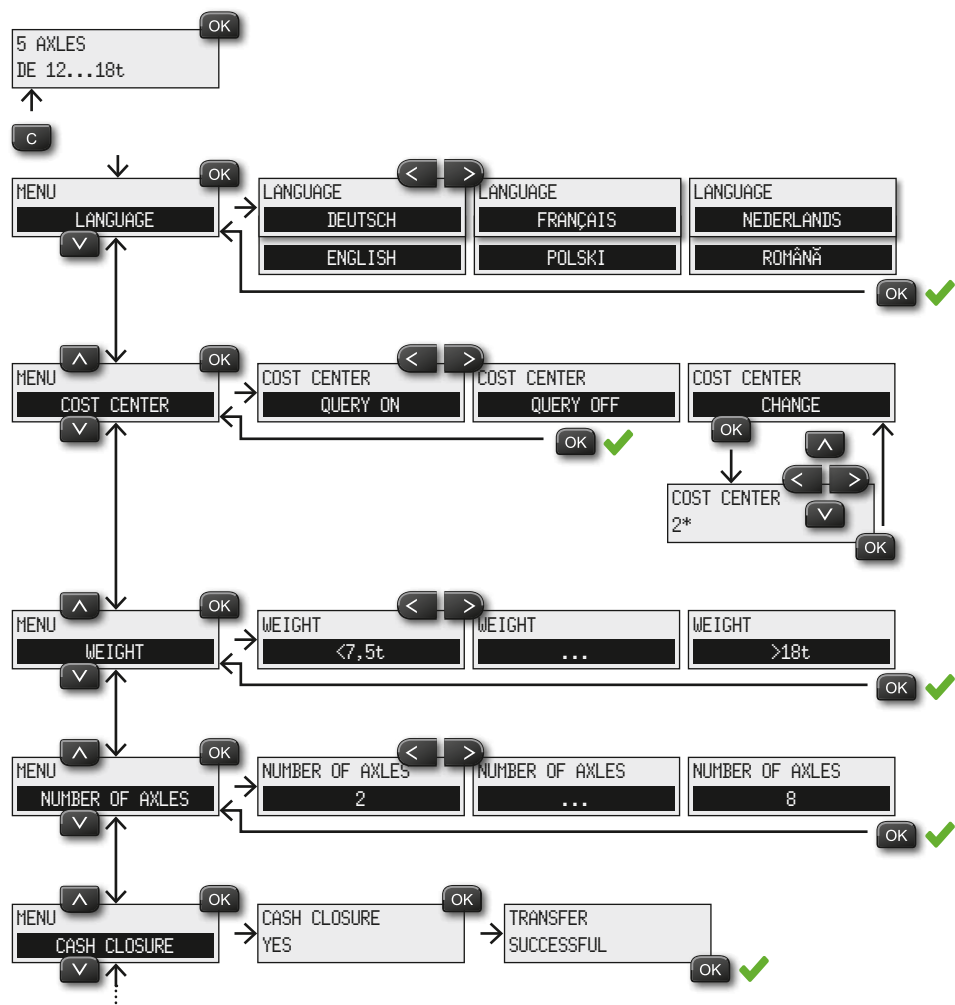 OK
5 AXLES
DE 12...18t
C
OK
MENU
LANGUAGE
< >
LANGUAGE
DEUTSCH
ENGLISH
LANGUAGE
FRANÇAIS
POLSKI
LANGUAGE
NEDERLANDS
ROMÂNĂ
OK
OK
MENU
COST CENTER
< >
COST CENTER
QUERY ON
COST CENTER
QUERY OFF
COST CENTER
CHANGE
OK
OK
< >
COST CENTER
2*
OK
OK
MENU
WEIGHT
< >
WEIGHT
<7,5t
WEIGHT
...
WEIGHT
>18t
OK
OK
MENU
NUMBER OF AXLES
< >
NUMBER OF AXLES
2
NUMBER OF AXLES
...
NUMBER OF AXLES
8
OK
OK
MENU
CASH CLOSURE
OK
CASH CLOSURE
YES
TRANSFER
SUCCESSFUL
OK